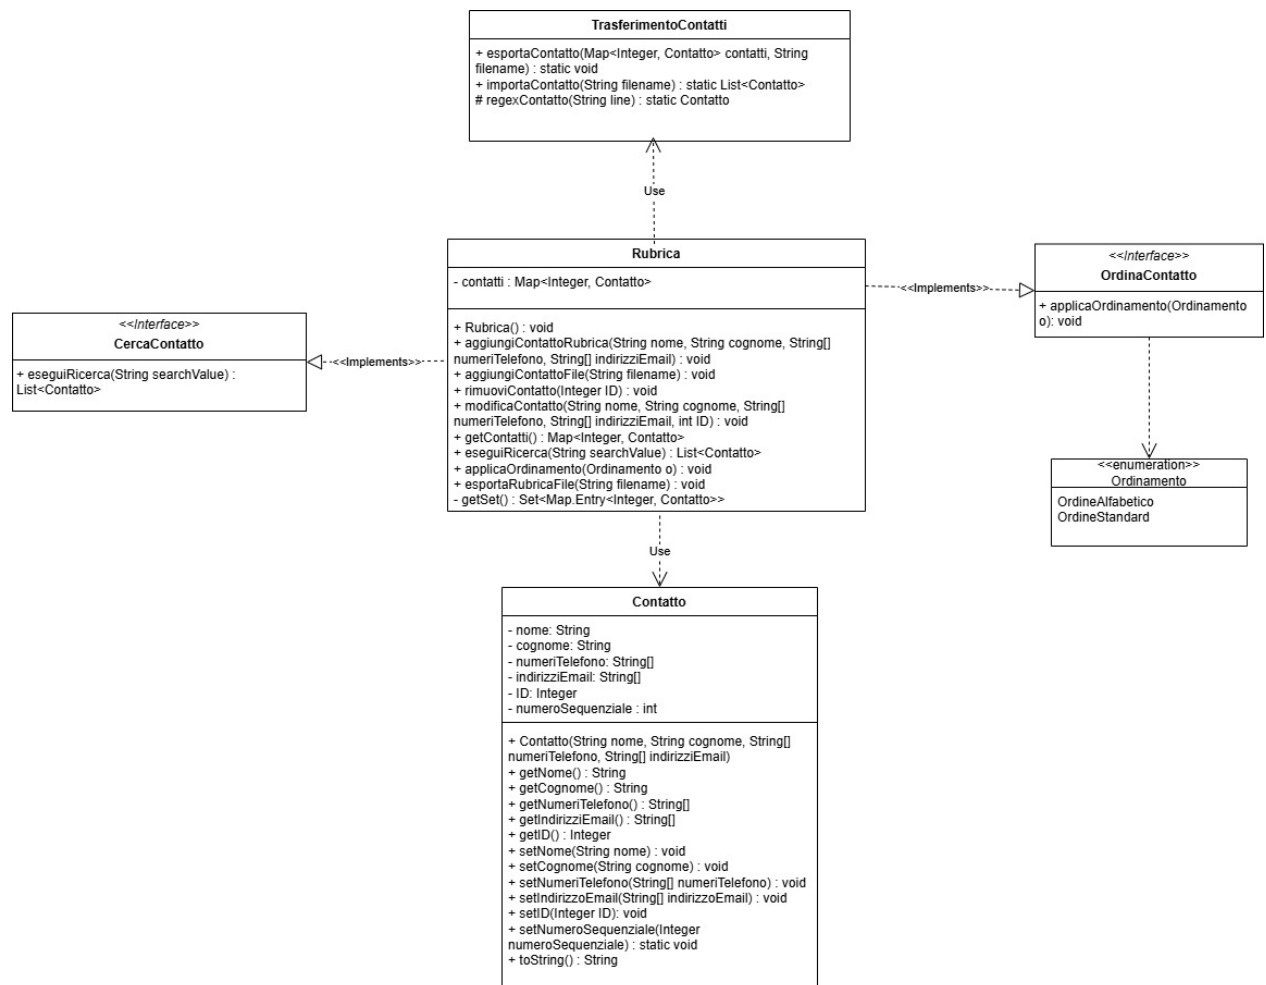 TrasferimentoContatti
+ esportaContatto(Map<Integer, Contatto> contatti, String
filename) : static void
+ importaContatto(String filename) : static List<Contatto>
# regexContatto(String line) : static Contatto
Use
Rubrica
- contatti : Map<Integer, Contatto>
+ Rubrica() : void
+ aggiungiContattoRubrica(String nome, String cognome, String[]
numeriTelefono, String[] indirizziEmail) : void
+ aggiungiContattoFile(String filename) : void
+ rimuoviContatto(Integer ID) : void
+ modificaContatto(String nome, String cognome, String[]
numeriTelefono, String[] indirizziEmail, int ID) : void
+ getContatti() : Map<Integer, Contatto>
+ eseguiRicerca(String searchValue) : List<Contatto>
+ applicaOrdinamento(Ordinamento o) : void
+ esportaRubricaFile(String filename) : void
- getSet() : Set<Map.Entry<Integer, Contatto>>
<<Implements>>
<<Interface>>
OrdinaContatto
+ applicaOrdinamento(Ordinamento
o): void
<<Interface>>
CercaContatto
+ eseguiRicerca(String searchValue) :
List<Contatto>
<<Implements>>
<<enumeration>>
Ordinamento
OrdineAlfabetico
OrdineStandard
Use
Contatto
- nome: String
- cognome: String
- numeriTelefono: String[]
- indirizziEmail: String[]
- ID: Integer
- numeroSequenziale : int
+ Contatto(String nome, String cognome, String[]
numeriTelefono, String[] indirizziEmail)
+ getNome() : String
+ getCognome() : String
+ getNumeriTelefono() : String[]
+ getIndirizziEmail() : String[]
+ getID() : Integer
+ setNome(String nome) : void
+ setCognome(String cognome) : void
+ setNumeriTelefono(String[] numeriTelefono) : void
+ setIndirizzoEmail(String[] indirizzoEmail) : void
+ setID(Integer ID): void
+ setNumeroSequenziale(Integer
numeroSequenziale) : static void
+ toString() : String